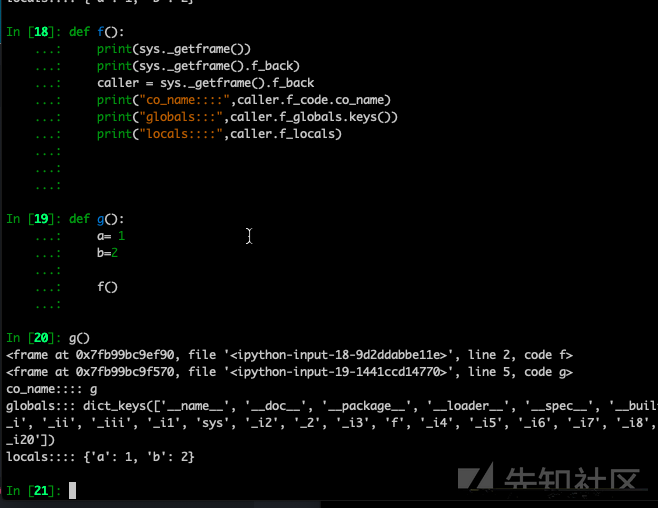 locals:::: {'a': 1, 'b': 2}
In [18]: def f():
...: print(sys._getframe())
...: print(sys._getframe().f_back)
...: caller = sys._getframe().f_back
...: print("co_name::::",caller.f_code.co_name)
...: print("globals:::",caller.f_globals.keys())
...: print("locals::::",caller.f_locals)
...:
...:
...:
In [19]: def g():
...: a= 1
...: b=2
...:
...: f()
...:
In [20]: g()
<frame at 0x7fb99bc9ef90, file '<ipython-input-18-9d2ddabbe11e>', line 2, code f>
<frame at 0x7fb99bc9f570, file '<ipython-input-19-1441ccd14770>', line 5, code g>
co_name:::: g
globals::: dict_keys(['__name__', '__doc__', '__package__', '__loader__', '__spec__', '__buil
_i', '_ii', '_iii', '_i1', 'sys', '_i2', '_2', '_i3', 'f', '_i4', '_i5', '_i6', '_i7', '_i8',
_i20'])
locals:::: {'a': 1, 'b': 2}
In [21]:
先知社区